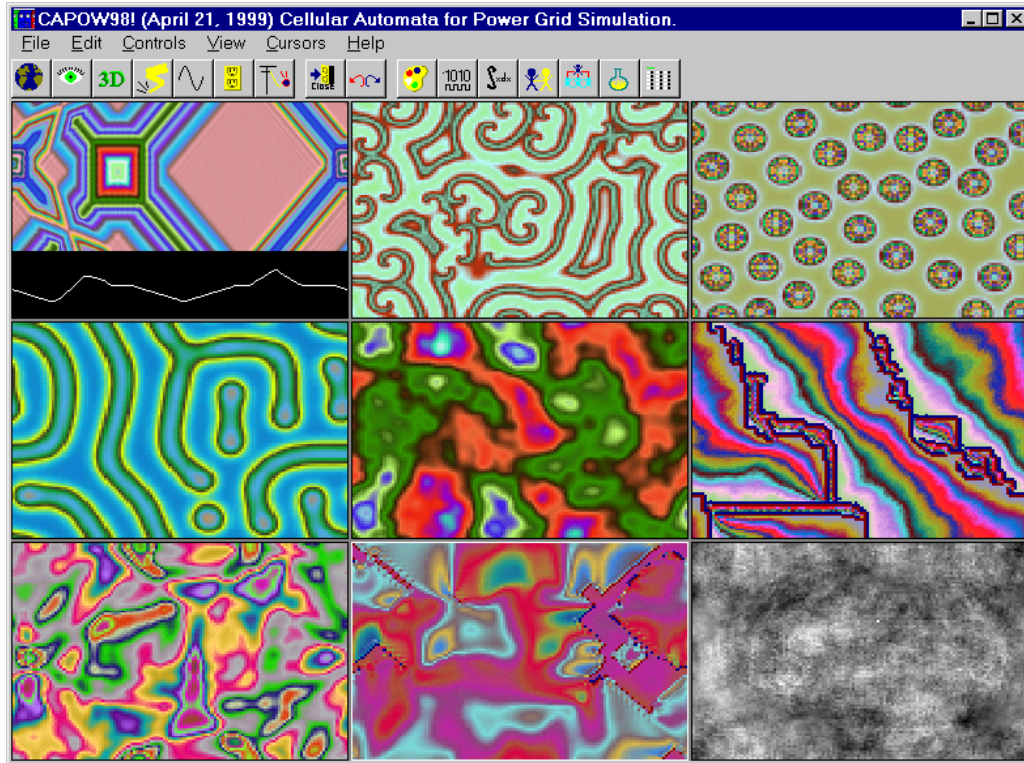 CAPOW98! (April 21, 1999) Cellular Automata for Power Grid Simulation.
File Edit Controls View Cursors Help
3D Close 1010 ∫xdx